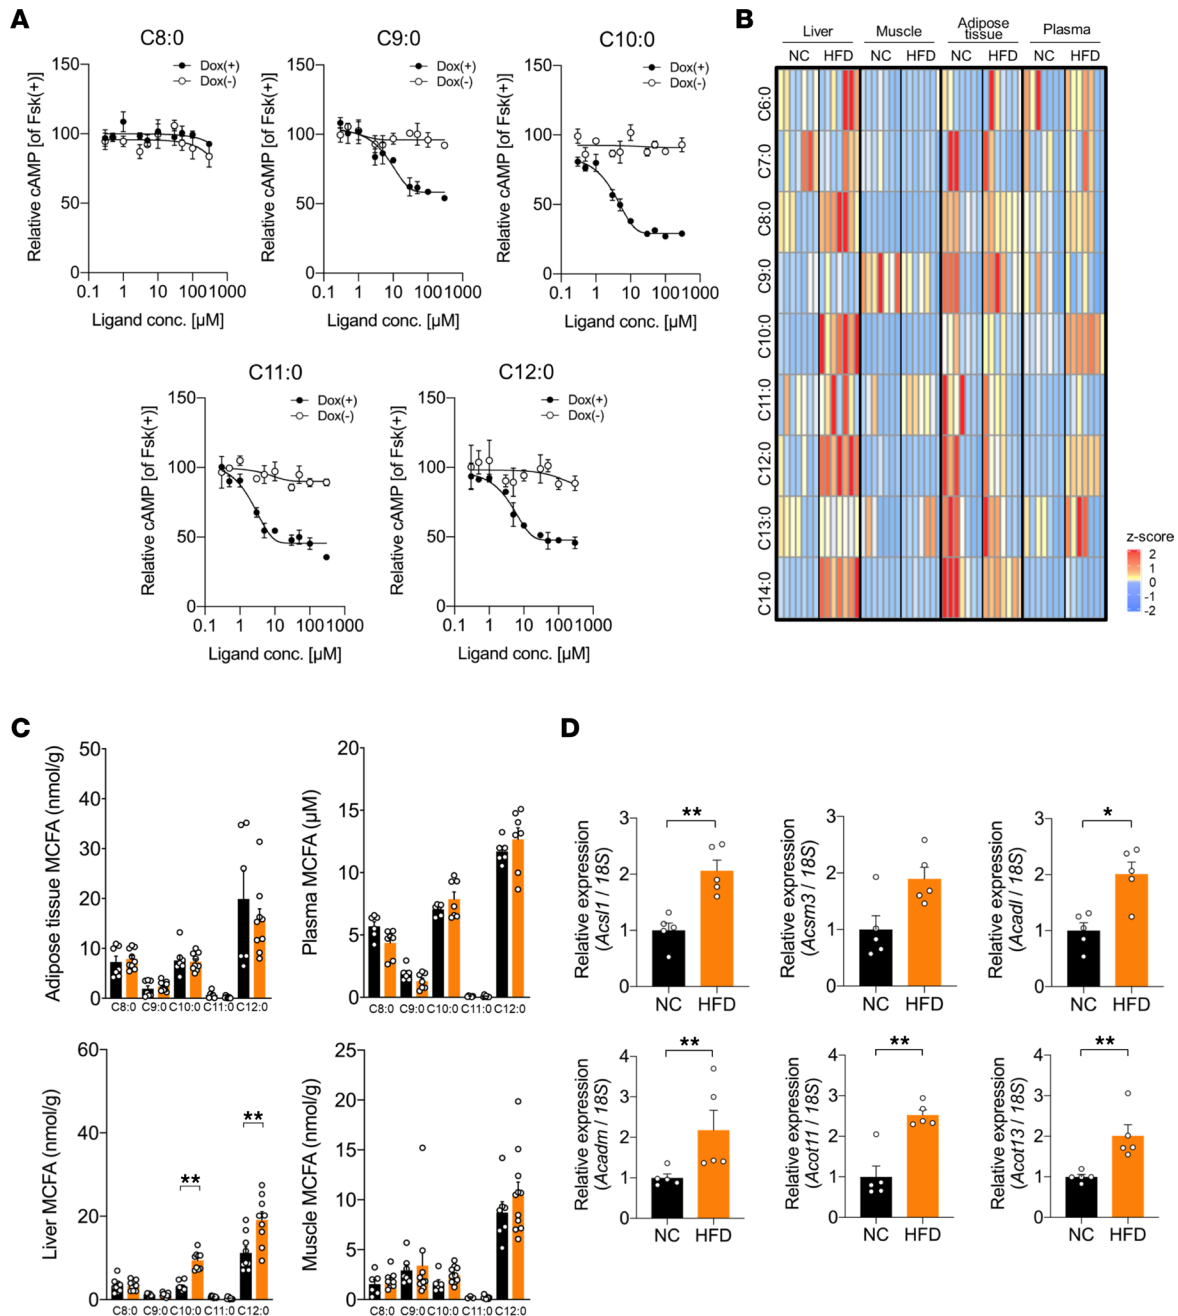 A
C8:0
Dox(+)
Dox(-)
Relative cAMP [of Fsk(+)]
150
100
50
0
0.1 1 10 1001000
Ligand conc. [µM]
C9:0
Dox(+)
Dox(-)
Relative cAMP [of Fsk(+)]
150
100
50
0
0.1 1 10 1001000
Ligand conc. [µM]
C10:0
Dox(+)
Dox(-)
Relative cAMP [of Fsk(+)]
150
100
50
0
0.1 1 10 1001000
Ligand conc. [µM]
C11:0
Dox(+)
Dox(-)
Relative cAMP [of Fsk(+)]
150
100
50
0
0.1 1 10 1001000
Ligand conc. [µM]
C12:0
Dox(+)
Dox(-)
Relative cAMP [of Fsk(+)]
150
100
50
0
0.1 1 10 1001000
Ligand conc. [µM]
B
Liver Muscle Adipose tissue Plasma
NC HFD NC HFD NC HFD NC HFD
C6:0
C7:0
C8:0
C9:0
C10:0
C11:0
C12:0
C13:0
C14:0
z-score
2
1
0
-1
-2
C
Adipose tissue MCFA (nmol/g)
50
40
30
20
10
0
C8:0 C9:0 C10:0 C11:0 C12:0
Plasma MCFA (µM)
20
15
10
5
0
C8:0 C9:0 C10:0 C11:0 C12:0
Liver MCFA (nmol/g)
60
40
20
0
**
**
C8:0 C9:0 C10:0 C11:0 C12:0
Muscle MCFA (nmol/g)
25
20
15
10
5
0
C8:0 C9:0 C10:0 C11:0 C12:0
D
Relative expression
(Acsl1 / 18S)
3
2
1
0
**
NC HFD
Relative expression
(Acsm3 / 18S)
3
2
1
0
NC HFD
Relative expression
(Acadl / 18S)
3
2
1
0
*
NC HFD
Relative expression
(Acadm / 18S)
4
3
2
1
0
**
NC HFD
Relative expression
(Acot11 / 18S)
4
3
2
1
0
**
NC HFD
Relative expression
(Acot13 / 18S)
4
3
2
1
0
**
NC HFD